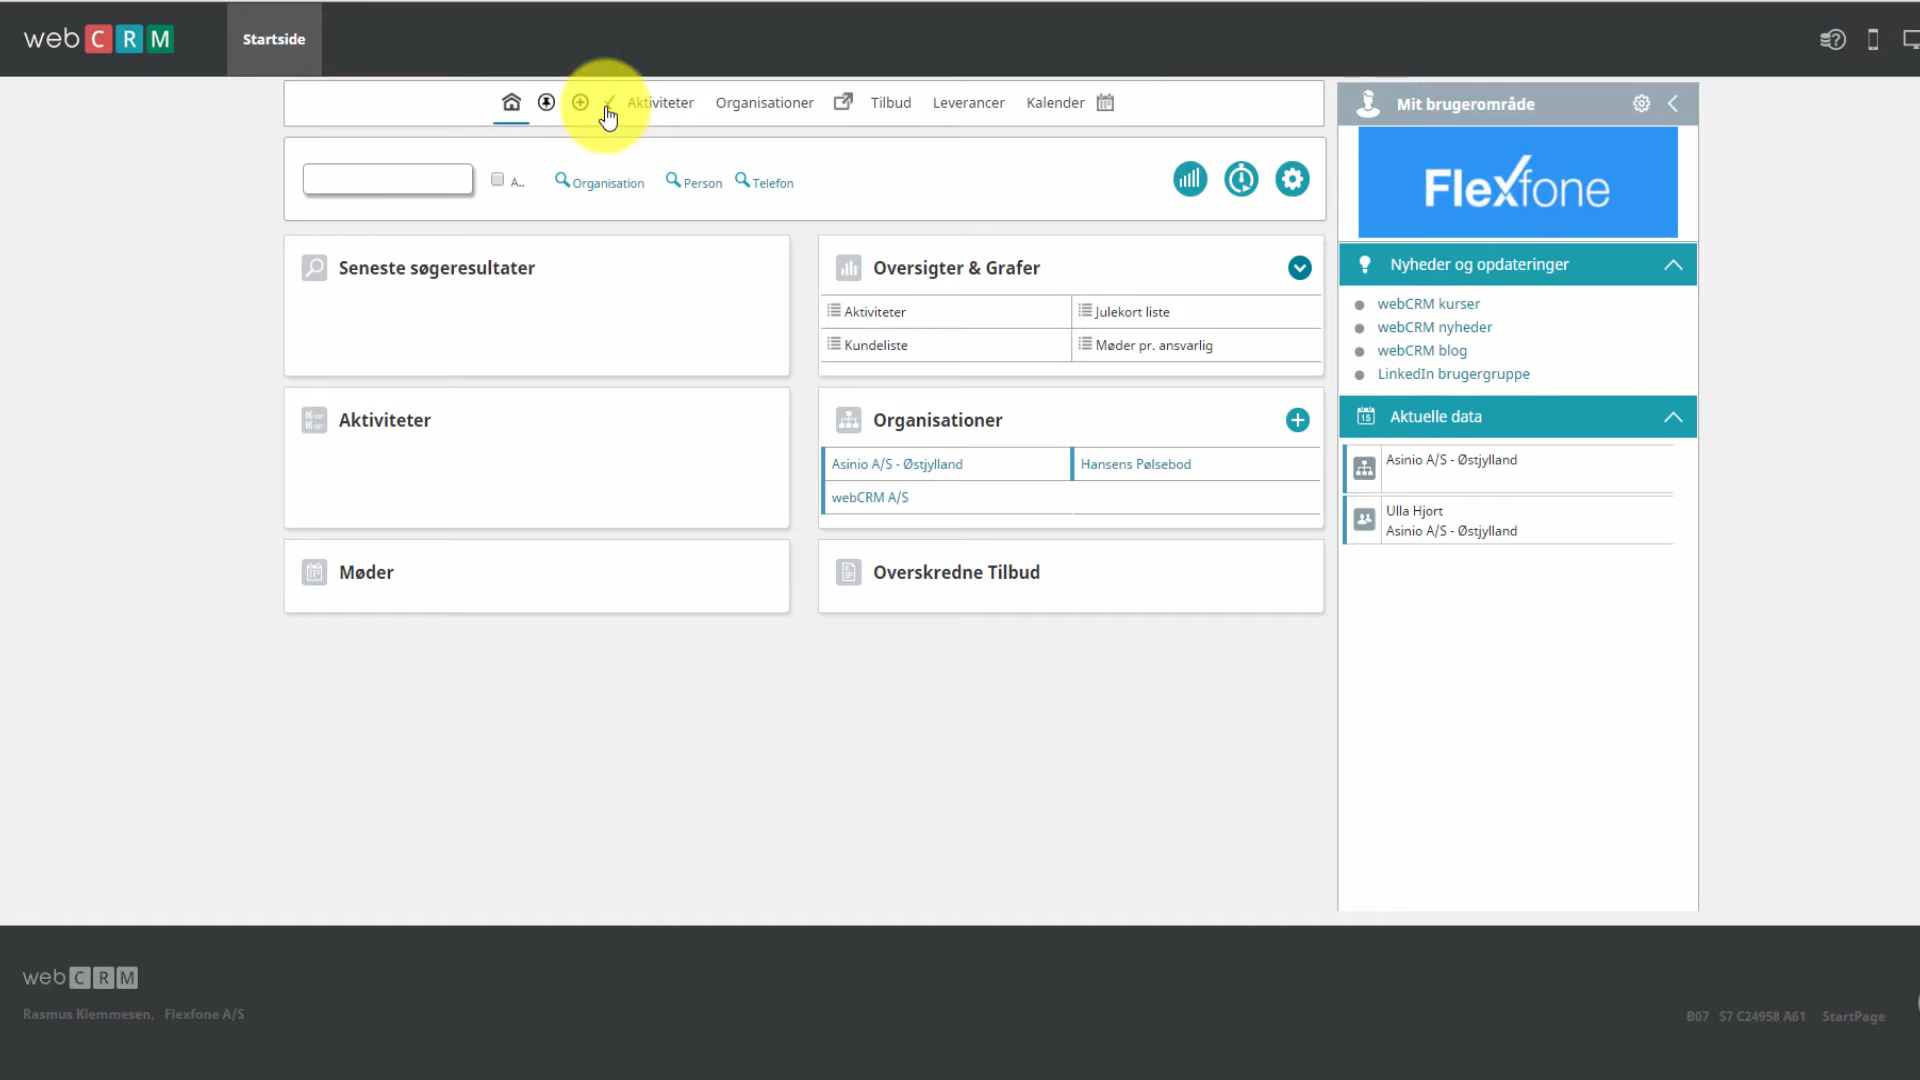 web C R M
Startside
Aktiviteter Organisationer Tilbud Leverancer Kalender
A.. Organisation Person Telefon
Seneste søgeresultater
Oversigter & Grafer
Aktiviteter
Julekort liste
Kundeliste
Møder pr. ansvarlig
Aktiviteter
Organisationer
Asinio A/S - Østjylland
Hansens Pølsebod
webCRM A/S
Møder
Overskredne Tilbud
Mit brugerområde
Flexfone
Nyheder og opdateringer
webCRM kurser
webCRM nyheder
webCRM blog
LinkedIn brugergruppe
15 Aktuelle data
Asinio A/S - Østjylland
Ulla Hjort
Asinio A/S - Østjylland
web C R M
Rasmus Klemmesen, Flexfone A/S
B07 S7 C24958 A61 StartPage